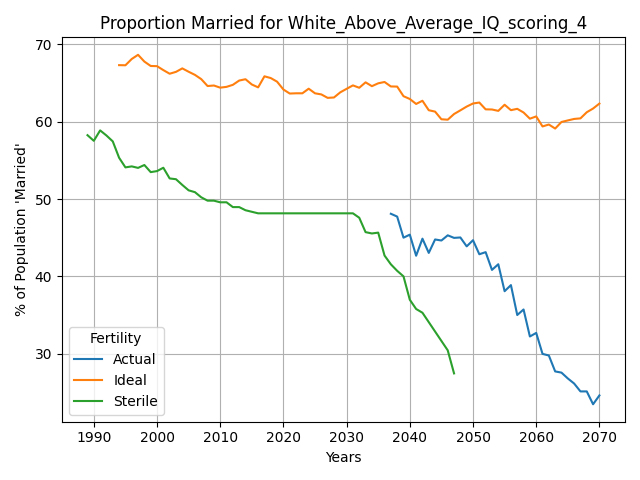 Proportion Married for White_Above_Average_IQ_scoring_4
% of Population 'Married'
70
60
50
40
30
Fertility
Actual
Ideal
Sterile
1990 2000 2010 2020 2030 2040 2050 2060 2070
Years